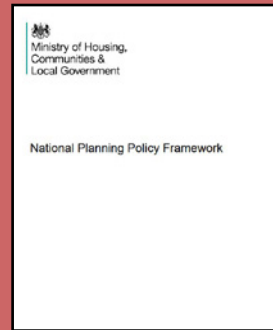 Ministry of Housing,
Communities &
Local Government
National Planning Policy Framework